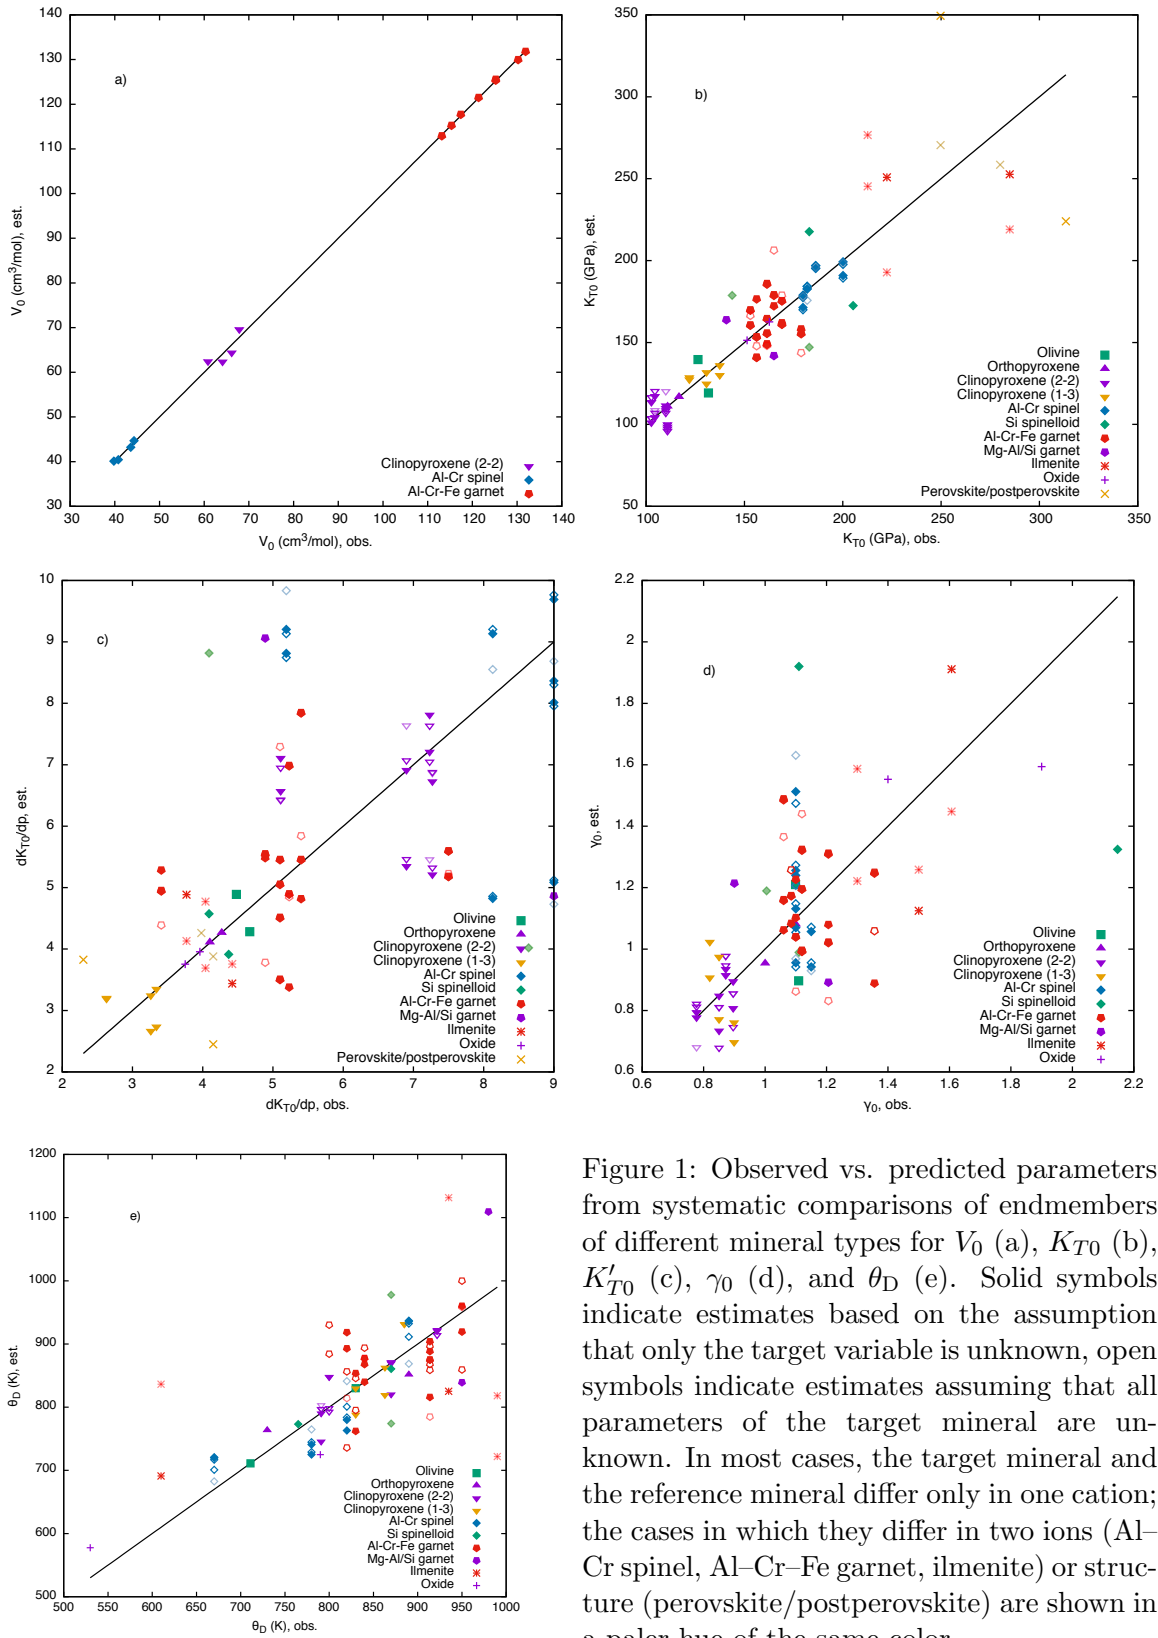 140
130
120
110
100
90
80
70
60
50
40
30
V0 (cm3/mol), est.
a)
Clinopyroxene (2-2)
Al-Cr spinel
Al-Cr-Fe garnet
30 40 50 60 70 80 90 100 110 120 130 140
V0 (cm3/mol), obs.
350
300
250
200
150
100
50
KT0 (GPa), est.
b)
Olivine
Orthopyroxene
Clinopyroxene (2-2)
Clinopyroxene (1-3)
Al-Cr spinel
Si spinelloid
Al-Cr-Fe garnet
Mg-Al/Si garnet
Ilmenite
Oxide
Perovskite/postperovskite
100 150 200 250 300 350
KT0 (GPa), obs.
10
9
8
7
6
5
4
3
2
dKT0/dp, est.
c)
Olivine
Orthopyroxene
Clinopyroxene (2-2)
Clinopyroxene (1-3)
Al-Cr spinel
Si spinelloid
Al-Cr-Fe garnet
Mg-Al/Si garnet
Ilmenite
Oxide
Perovskite/postperovskite
2 3 4 5 6 7 8 9
dKT0/dp, obs.
2.2
2
1.8
1.6
1.4
1.2
1
0.8
0.6
γ0, est.
d)
Olivine
Orthopyroxene
Clinopyroxene (2-2)
Clinopyroxene (1-3)
Al-Cr spinel
Si spinelloid
Al-Cr-Fe garnet
Mg-Al/Si garnet
Ilmenite
Oxide
0.6 0.8 1 1.2 1.4 1.6 1.8 2 2.2
γ0, obs.
1200
1100
1000
900
800
700
600
500
θD (K), est.
e)
Olivine
Orthopyroxene
Clinopyroxene (2-2)
Clinopyroxene (1-3)
Al-Cr spinel
Si spinelloid
Al-Cr-Fe garnet
Mg-Al/Si garnet
Ilmenite
Oxide
500 550 600 650 700 750 800 850 900 950 1000
θD (K), obs.
Figure 1: Observed vs. predicted parameters
from systematic comparisons of endmembers
of different mineral types for V0 (a), KT0 (b),
K′T0 (c), γ0 (d), and θD (e). Solid symbols
indicate estimates based on the assumption
that only the target variable is unknown, open
symbols indicate estimates assuming that all
parameters of the target mineral are un-
known. In most cases, the target mineral and
the reference mineral differ only in one cation;
the cases in which they differ in two ions (Al–
Cr spinel, Al–Cr–Fe garnet, ilmenite) or struc-
ture (perovskite/postperovskite) are shown in
a paler hue of the same color.